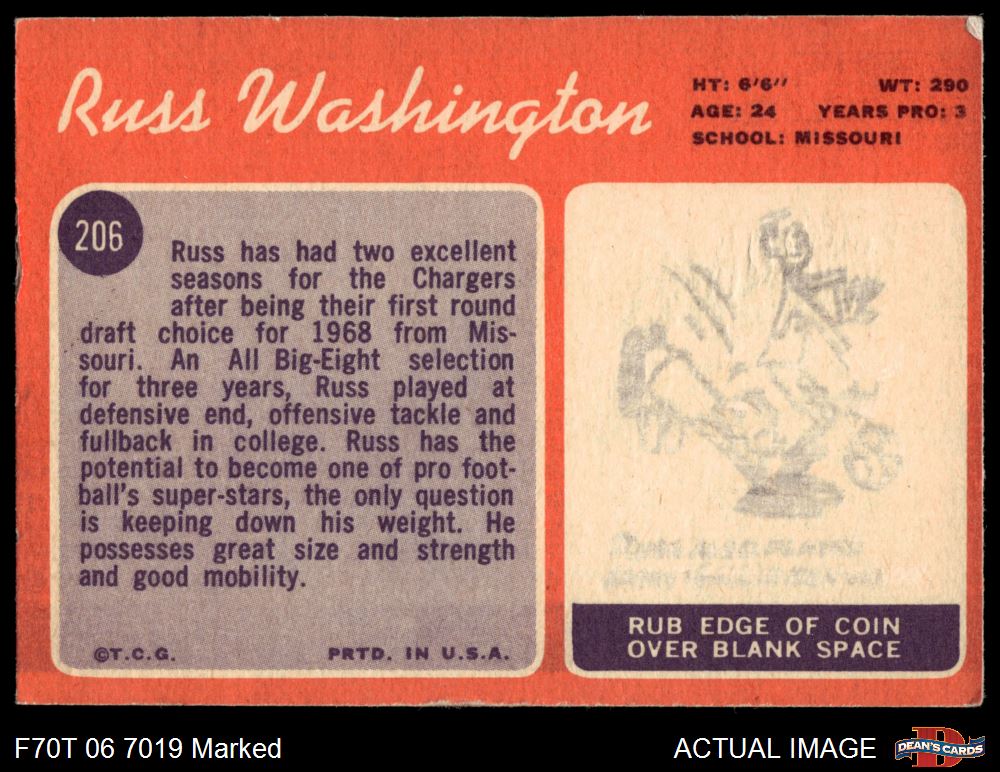 Russ Washington
HT: 6'6" WT: 290
AGE: 24 YEARS PRO: 3
SCHOOL: MISSOURI
206
Russ has had two excellent
seasons for the Chargers
after being their first round
draft choice for 1968 from Mis-
souri. An All Big-Eight selection
for three years, Russ played at
defensive end, offensive tackle and
fullback in college. Russ has the
potential to become one of pro foot-
ball's super-stars, the only question
is keeping down his weight. He
possesses great size and strength
and good mobility.
©T.C.G. PRTD. IN U.S.A.
RUB EDGE OF COIN
OVER BLANK SPACE
F70T 06 7019 Marked
ACTUAL IMAGE
DEAN'S CARDS